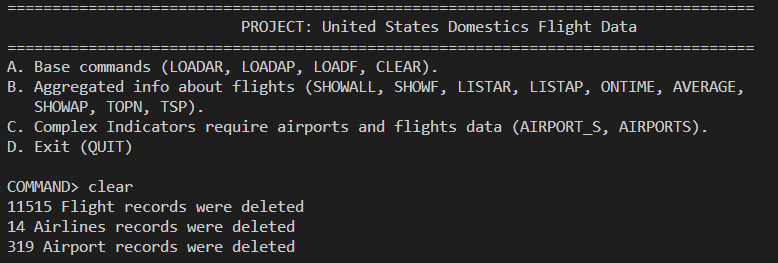 ===========================================================================
PROJECT: United States Domestics Flight Data
===========================================================================
A. Base commands (LOADAR, LOADAP, LOADF, CLEAR).
B. Aggregated info about flights (SHOWALL, SHOWF, LISTAR, LISTAP, ONTIME, AVERAGE,
SHOWAP, TOPN, TSP).
C. Complex Indicators require airports and flights data (AIRPORT_S, AIRPORTS).
D. Exit (QUIT)
COMMAND> clear
11515 Flight records were deleted
14 Airlines records were deleted
319 Airport records were deleted